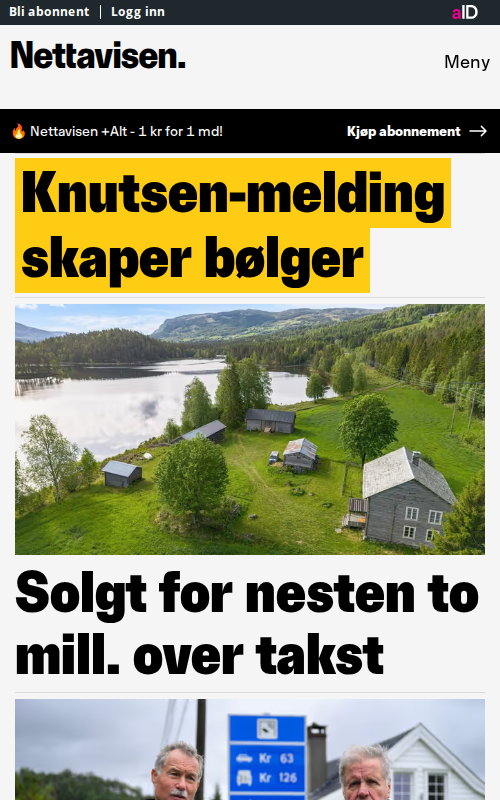 Bli abonnent
Logg inn
aID
Nettavisen.
Meny
🔥 Nettavisen +Alt - 1 kr for 1 md!
Kjøp abonnement →
Knutsen-melding
skaper bølger
Solgt for nesten to
mill. over takst
Kr 63
Kr 126